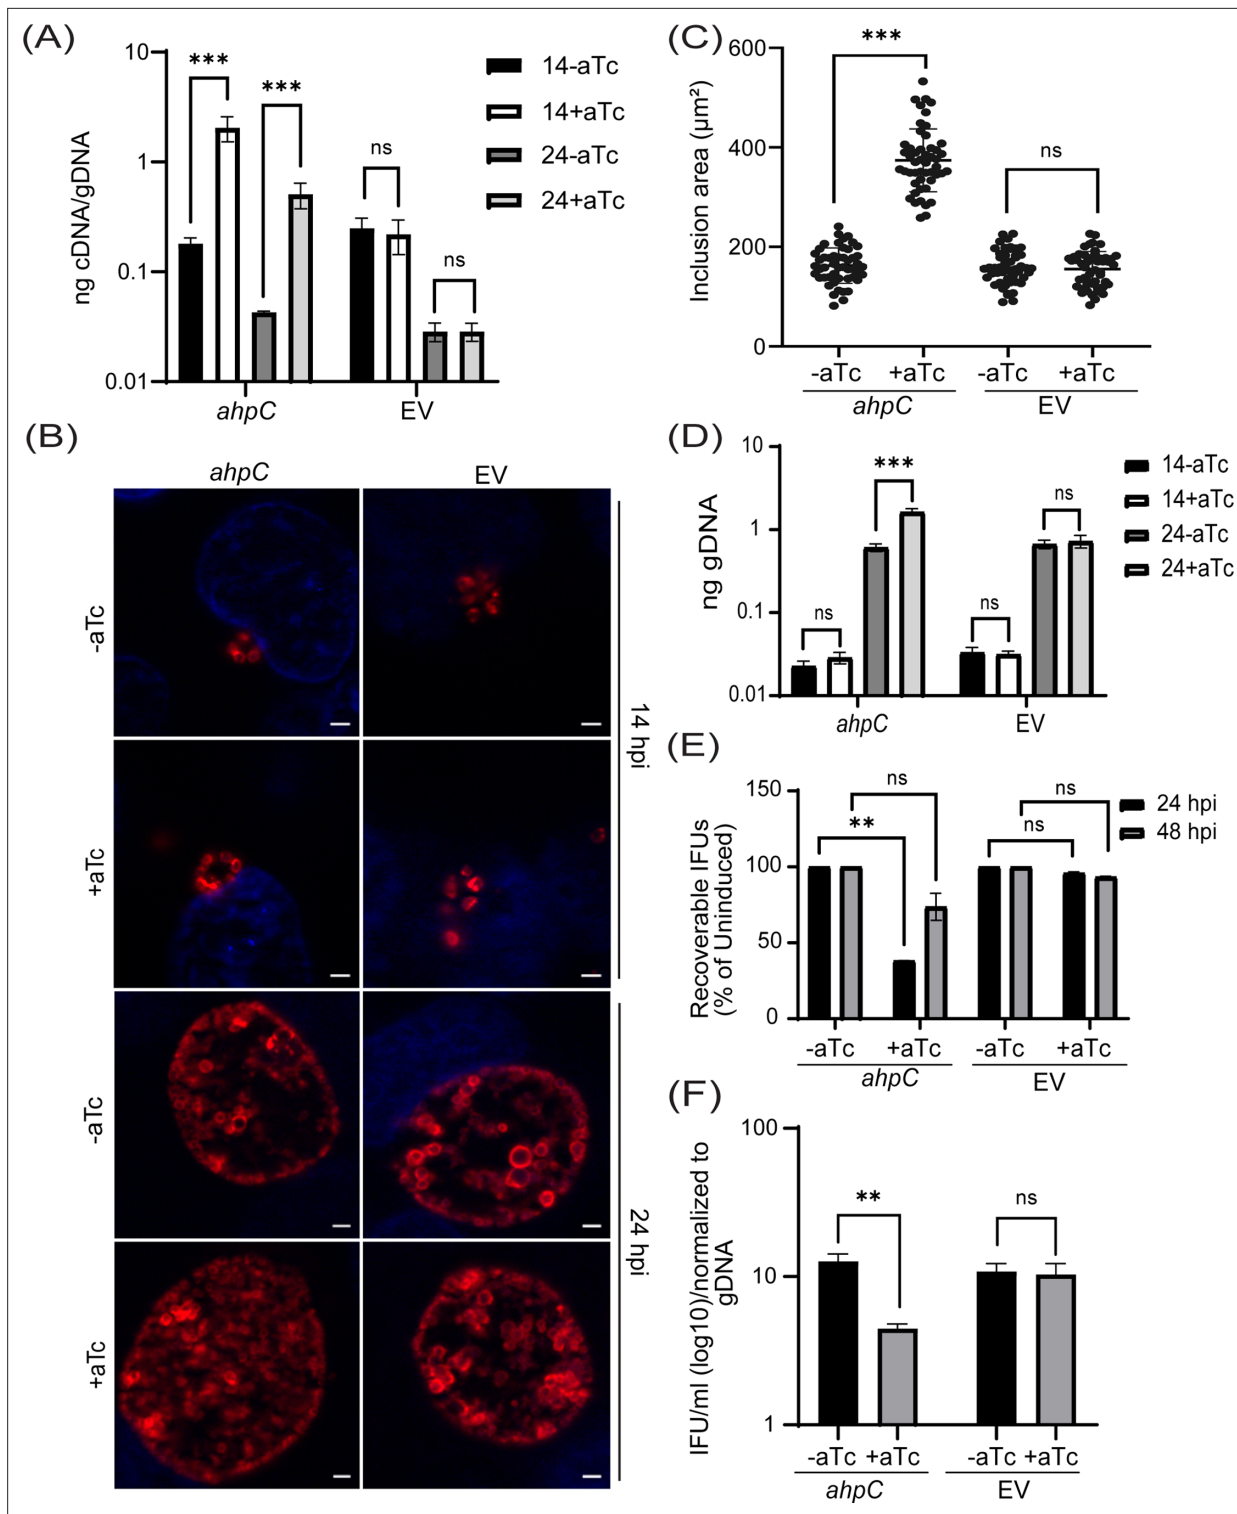 (A)
10
1
0.1
0.01
ng cDNA/gDNA
***
***
ns
ns
ahpC
EV
14-aTc
14+aTc
24-aTc
24+aTc
(B)
ahpC
EV
-aTc
+aTc
-aTc
+aTc
14 hpi
24 hpi
(C)
600
400
200
0
Inclusion area (µm²)
***
ns
-aTc
+aTc
-aTc
+aTc
ahpC
EV
(D)
10
1
0.1
0.01
ng gDNA
ns
***
ns
ns
ahpC
EV
14-aTc
14+aTc
24-aTc
24+aTc
(E)
150
100
50
0
Recoverable IFUs
(% of Uninduced)
**
ns
ns
ns
-aTc
+aTc
-aTc
+aTc
ahpC
EV
24 hpi
48 hpi
(F)
100
10
1
IFU/ml (log10)/normalized to
gDNA
**
ns
-aTc +aTc
-aTc +aTc
ahpC
EV